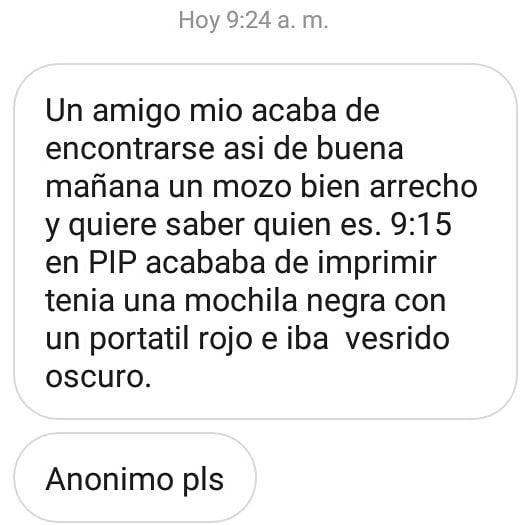 Hoy 9:24 a. m.
Un amigo mio acaba de
encontrarse asi de buena
mañana un mozo bien arrecho
y quiere saber quien es. 9:15
en PIP acababa de imprimir
tenia una mochila negra con
un portatil rojo e iba  vesrido
oscuro.
Anonimo pls